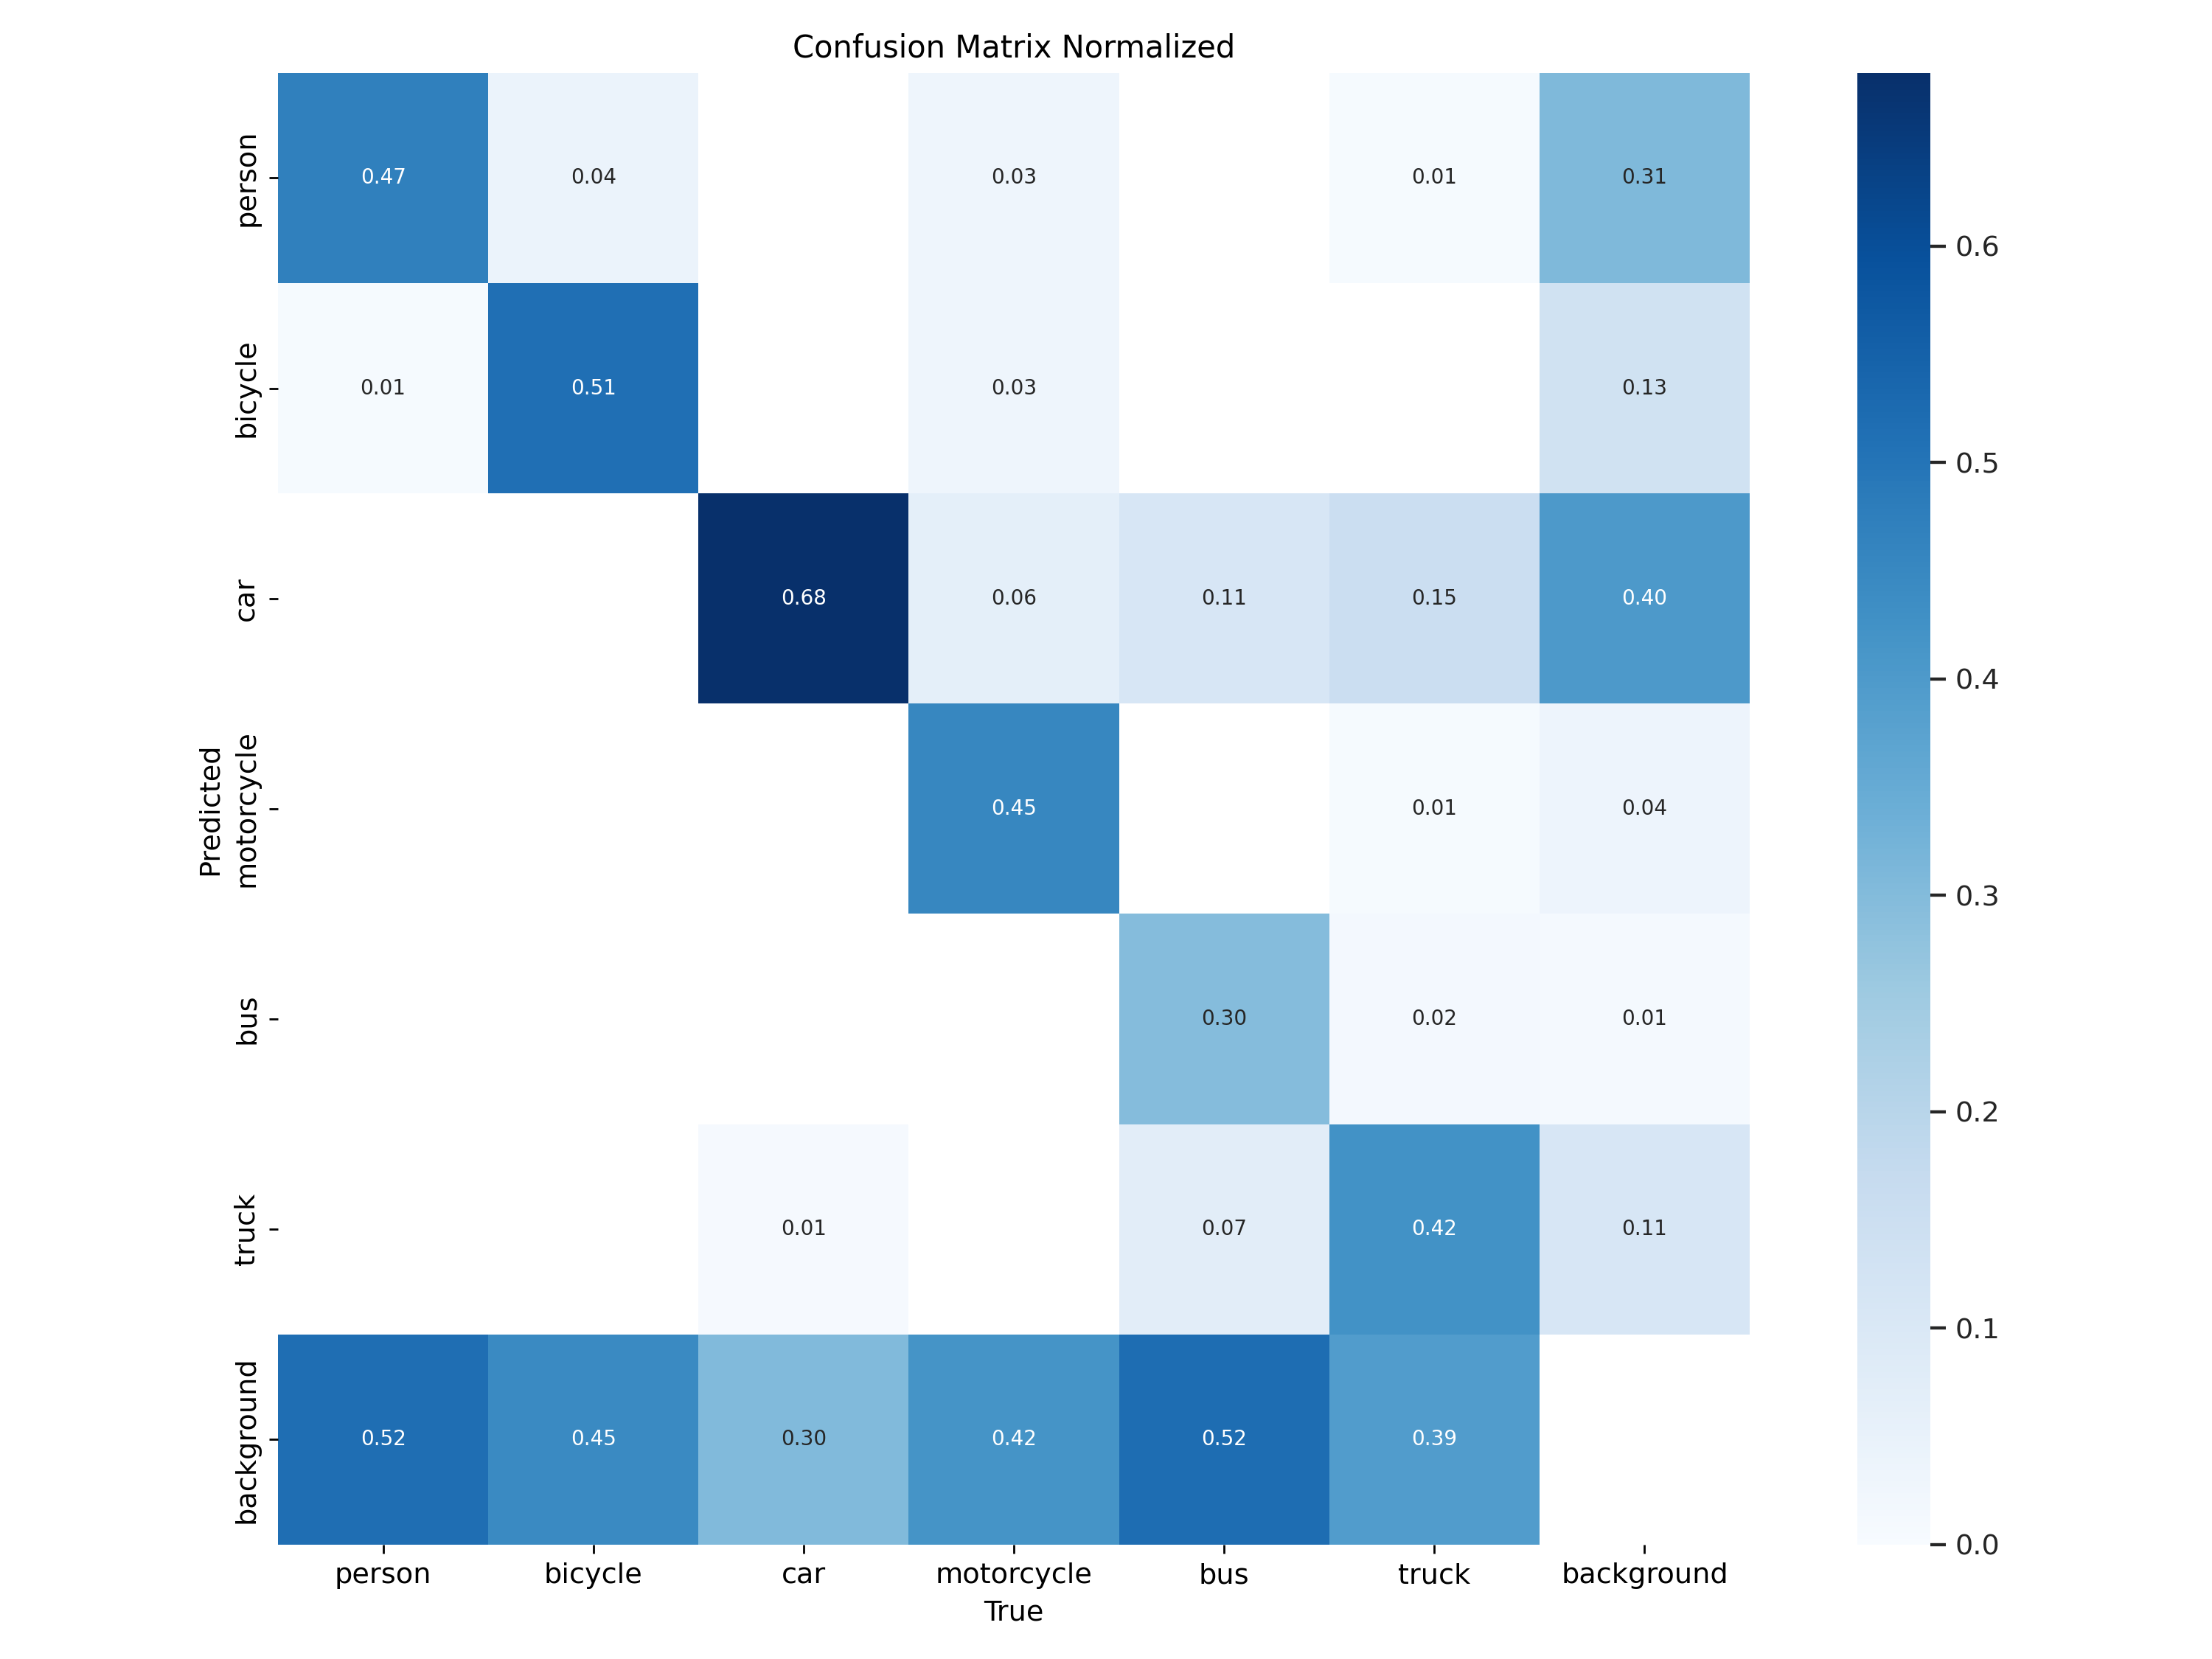 Confusion Matrix Normalized
person
0.47 0.04 0.03 0.01 0.31
bicycle
0.01 0.51 0.03 0.13
car
0.68 0.06 0.11 0.15 0.40
Predicted
motorcycle
0.45 0.01 0.04
bus
0.30 0.02 0.01
truck
0.01 0.07 0.42 0.11
background
0.52 0.45 0.30 0.42 0.52 0.39
person bicycle car motorcycle bus truck background
True
0.6
0.5
0.4
0.3
0.2
0.1
0.0